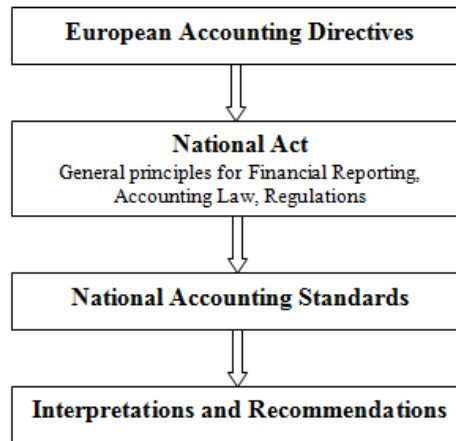 European Accounting Directives
National Act
General principles for Financial Reporting,
Accounting Law, Regulations
National Accounting Standards
Interpretations and Recommendations